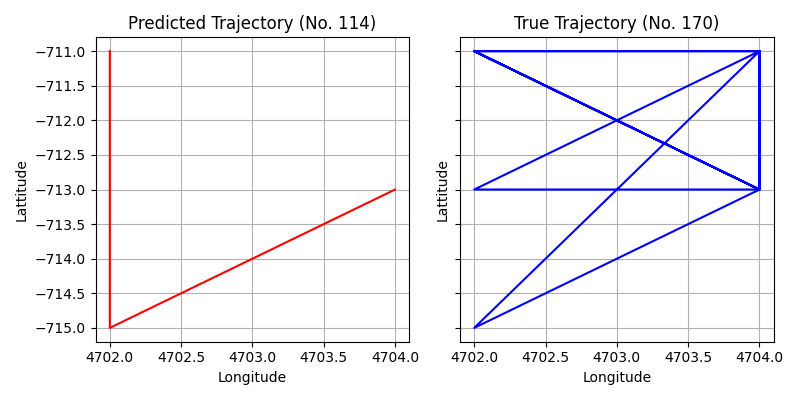 Predicted Trajectory (No. 114)
Lattitude
−711.0
−711.5
−712.0
−712.5
−713.0
−713.5
−714.0
−714.5
−715.0
4702.0 4702.5 4703.0 4703.5 4704.0
Longitude
True Trajectory (No. 170)
Lattitude
4702.0 4702.5 4703.0 4703.5 4704.0
Longitude